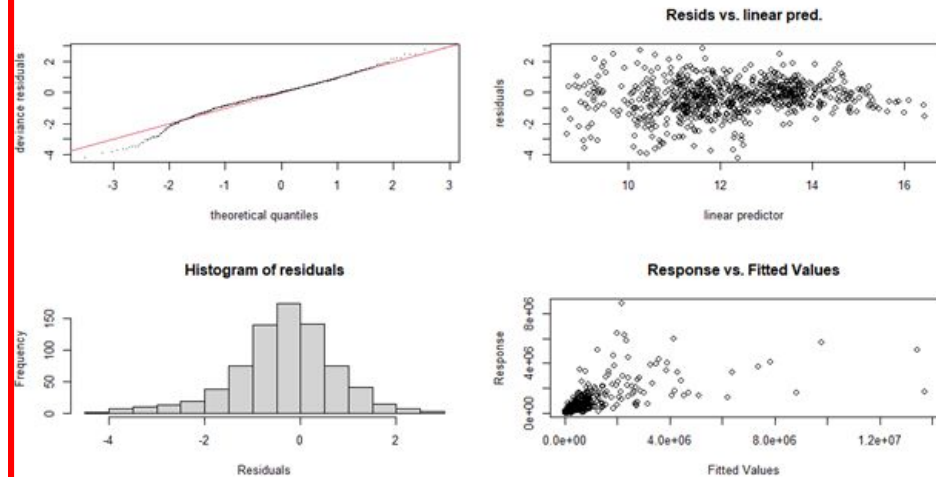 deviance residuals
-4 -2 0 2
-3 -2 -1 0 1 2 3
theoretical quantiles
Resids vs. linear pred.
residuals
-4 -2 0 2
10 12 14 16
linear predictor
Histogram of residuals
Frequency
0 50 100 150
-4 -2 0 2
Residuals
Response vs. Fitted Values
Response
0e+00 4e+06 8e+06
0.0e+00 4.0e+06 8.0e+06 1.2e+07
Fitted Values